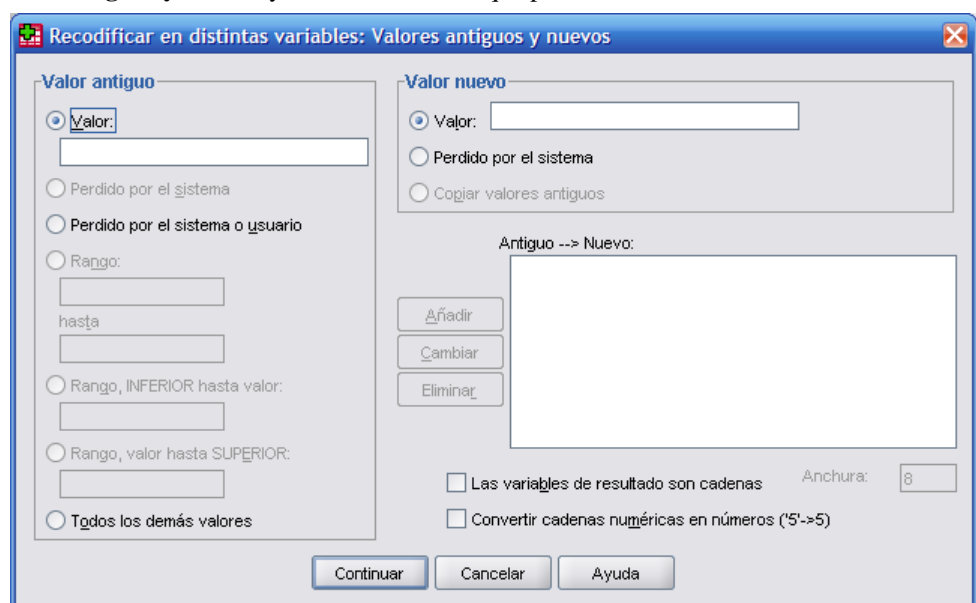 Recodificar en distintas variables: Valores antiguos y nuevos
Valor antiguo
Valor:
Perdido por el sistema
Perdido por el sistema o usuario
Rango:
hasta
Rango, INFERIOR hasta valor:
Rango, valor hasta SUPERIOR:
Todos los demás valores
Valor nuevo
Valor:
Perdido por el sistema
Copiar valores antiguos
Antiguo --> Nuevo:
Añadir
Cambiar
Eliminar
Las variables de resultado son cadenas
Anchura:
8
Convertir cadenas numéricas en números ('5'->5)
Continuar
Cancelar
Ayuda